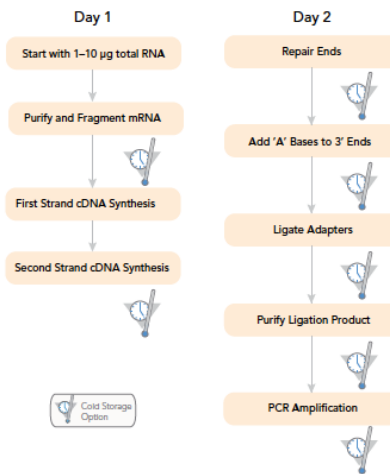 Day 1
Start with 1–10 µg total RNA
Purify and Fragment mRNA
First Strand cDNA Synthesis
Second Strand cDNA Synthesis
Cold Storage
Option
Day 2
Repair Ends
Add ‘A’ Bases to 3’ Ends
Ligate Adapters
Purify Ligation Product
PCR Amplification